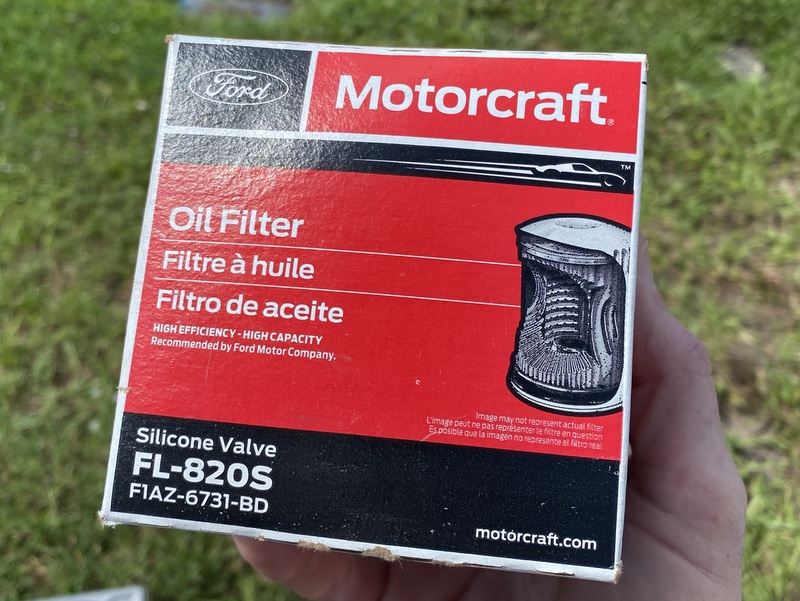 Ford
Motorcraft®
™
Oil Filter
Filtre à huile
Filtro de aceite
HIGH EFFICIENCY - HIGH CAPACITY
Recommended by Ford Motor Company.
Image may not represent actual filter
L'image peut ne pas représenter le filtre en question
Es posible que la imagen no represente el filtro real
Silicone Valve
FL-820S
F1AZ-6731-BD
motorcraft.com